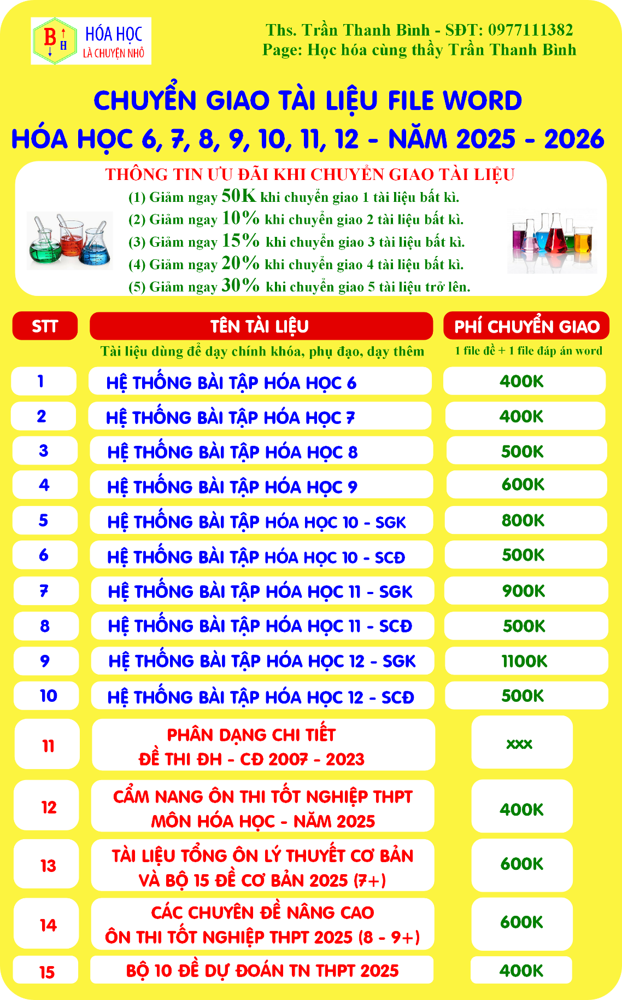 B
H
HÓA HỌC
LÀ CHUYỆN NHỎ
Ths. Trần Thanh Bình - SĐT: 0977111382
Page: Học hóa cùng thầy Trần Thanh Bình
CHUYỂN GIAO TÀI LIỆU FILE WORD
HÓA HỌC 6, 7, 8, 9, 10, 11, 12 - NĂM 2025 - 2026
THÔNG TIN ƯU ĐÃI KHI CHUYỂN GIAO TÀI LIỆU
(1) Giảm ngay 50K khi chuyển giao 1 tài liệu bất kì.
(2) Giảm ngay 10% khi chuyển giao 2 tài liệu bất kì.
(3) Giảm ngay 15% khi chuyển giao 3 tài liệu bất kì.
(4) Giảm ngay 20% khi chuyển giao 4 tài liệu bất kì.
(5) Giảm ngay 30% khi chuyển giao 5 tài liệu trở lên.
STT TÊN TÀI LIỆU PHÍ CHUYỂN GIAO
Tài liệu dùng để dạy chính khóa, phụ đạo, dạy thêm 1 file đề + 1 file đáp án word
1 HỆ THỐNG BÀI TẬP HÓA HỌC 6 400K
2 HỆ THỐNG BÀI TẬP HÓA HỌC 7 400K
3 HỆ THỐNG BÀI TẬP HÓA HỌC 8 500K
4 HỆ THỐNG BÀI TẬP HÓA HỌC 9 600K
5 HỆ THỐNG BÀI TẬP HÓA HỌC 10 - SGK 800K
6 HỆ THỐNG BÀI TẬP HÓA HỌC 10 - SCĐ 500K
7 HỆ THỐNG BÀI TẬP HÓA HỌC 11 - SGK 900K
8 HỆ THỐNG BÀI TẬP HÓA HỌC 11 - SCĐ 500K
9 HỆ THỐNG BÀI TẬP HÓA HỌC 12 - SGK 1100K
10 HỆ THỐNG BÀI TẬP HÓA HỌC 12 - SCĐ 500K
11 PHÂN DẠNG CHI TIẾT
ĐỀ THI ĐH - CĐ 2007 - 2023 xxx
12 CẨM NANG ÔN THI TỐT NGHIỆP THPT
MÔN HÓA HỌC - NĂM 2025 400K
13 TÀI LIỆU TỔNG ÔN LÝ THUYẾT CƠ BẢN
VÀ BỘ 15 ĐỀ CƠ BẢN 2025 (7+) 600K
14 CÁC CHUYÊN ĐỀ NÂNG CAO
ÔN THI TỐT NGHIỆP THPT 2025 (8 - 9+) 600K
15 BỘ 10 ĐỀ DỰ ĐOÁN TN THPT 2025 400K